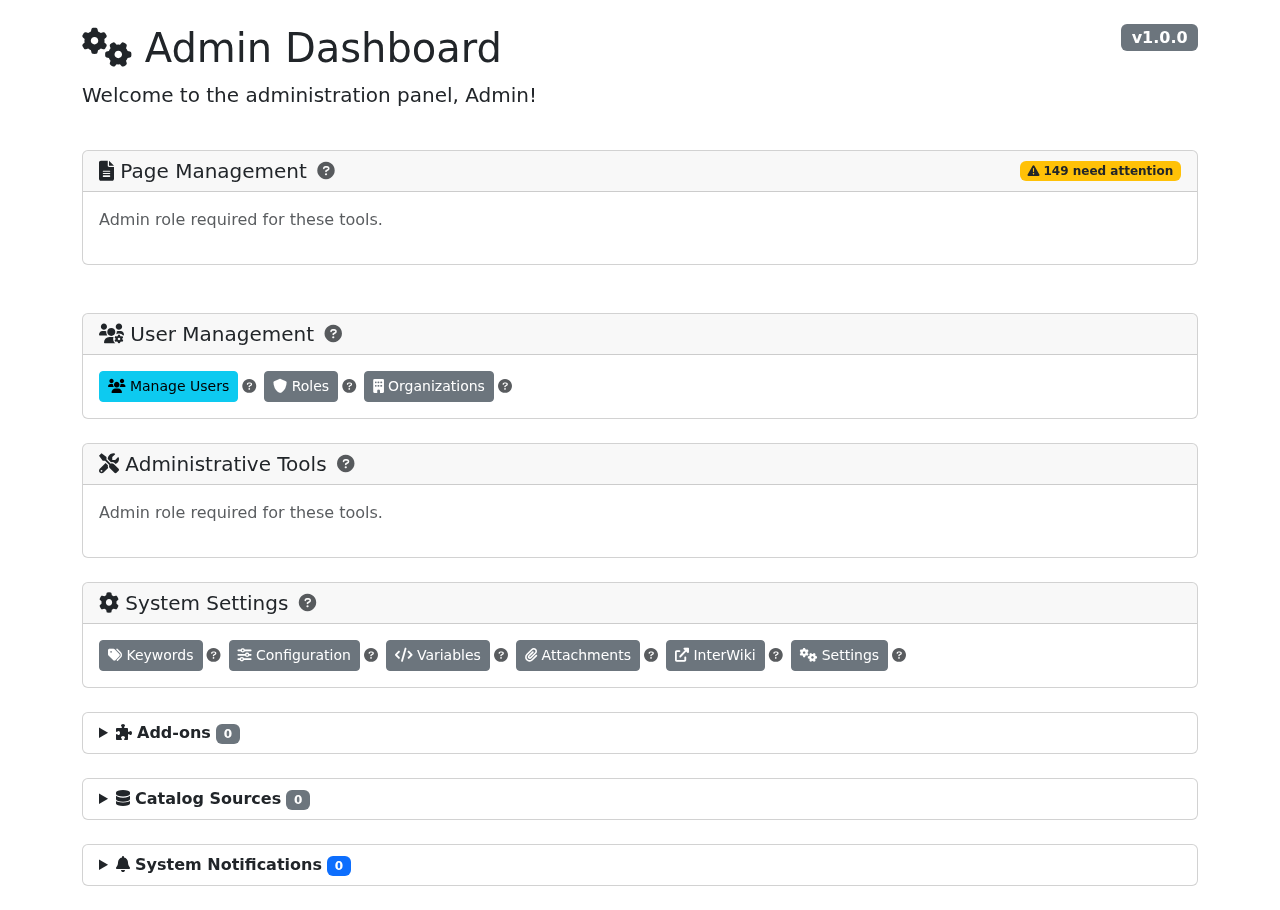 Admin Dashboard
v1.0.0
Welcome to the administration panel, Admin!
Page Management
149 need attention
Admin role required for these tools.
User Management
Manage Users Roles Organizations
Administrative Tools
Admin role required for these tools.
System Settings
Keywords Configuration Variables Attachments InterWiki Settings
Add-ons 0
Catalog Sources 0
System Notifications 0